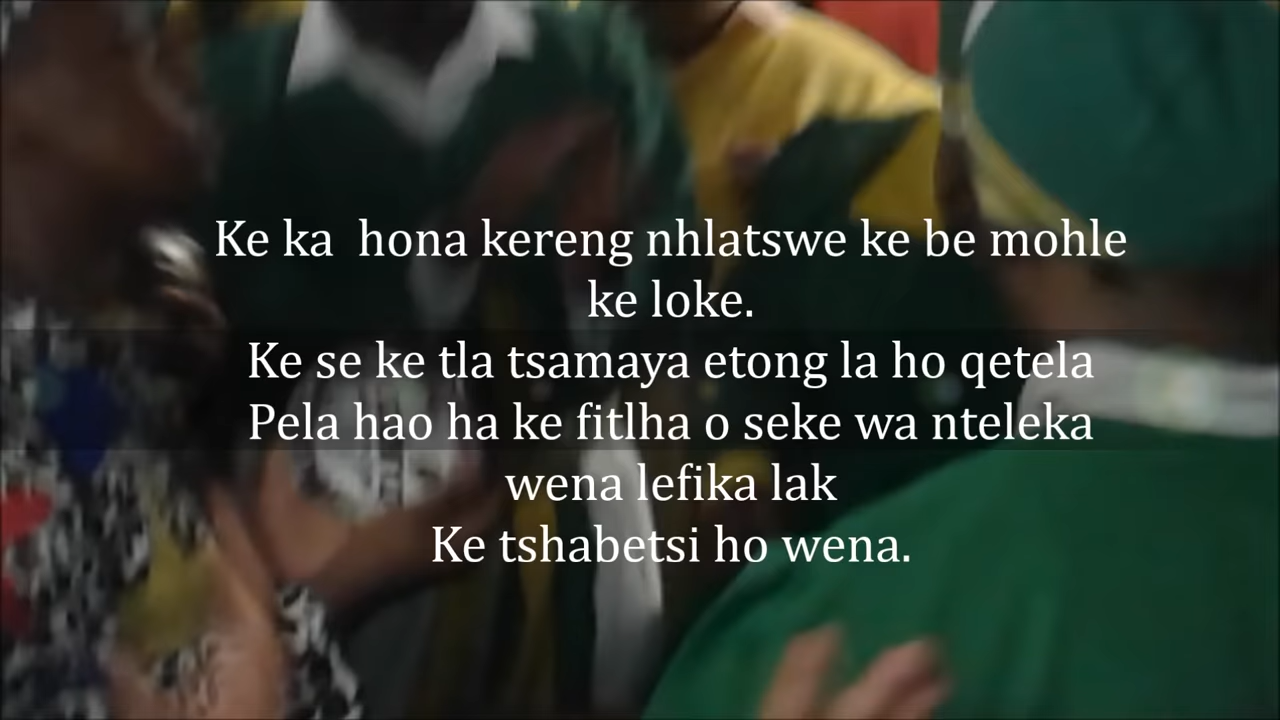 Ke ka  hona kereng nhlatswe ke be mohle
ke loke.
Ke se ke tla tsamaya etong la ho qetela
Pela hao ha ke fitlha o seke wa nteleka
wena lefika lak
Ke tshabetsi ho wena.